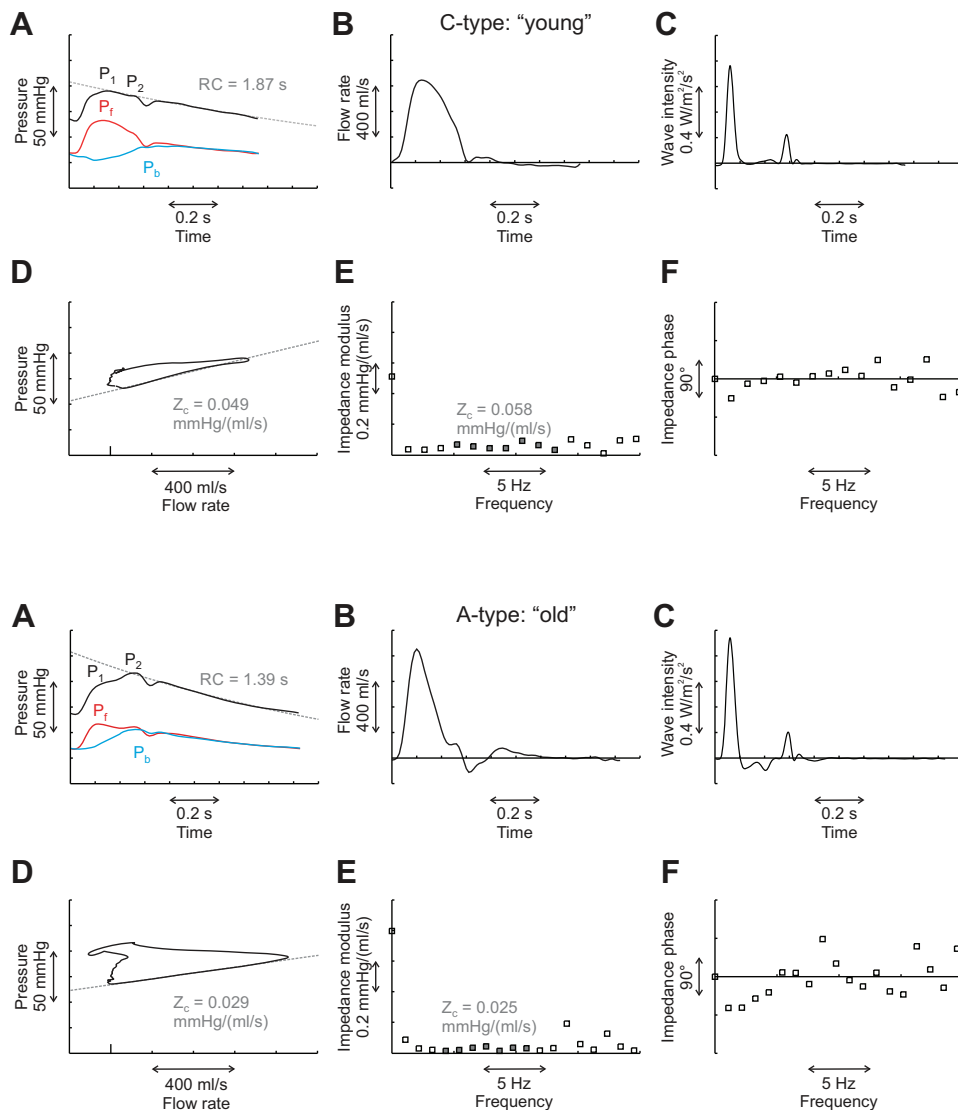 A
B
C-type: "young"
C
Pressure
50 mmHg
P1
P2
RC = 1.87 s
Pf
Pb
0.2 s
Time
Flow rate
400 ml/s
0.2 s
Time
Wave intensity
0.4 W/m²/s²
0.2 s
Time
D
E
F
Pressure
50 mmHg
Zc = 0.049
mmHg/(ml/s)
400 ml/s
Flow rate
Impedance modulus
0.2 mmHg/(ml/s)
Zc = 0.058
mmHg/(ml/s)
5 Hz
Frequency
Impedance phase
90°
5 Hz
Frequency
A
B
A-type: "old"
C
Pressure
50 mmHg
P1
P2
RC = 1.39 s
Pf
Pb
0.2 s
Time
Flow rate
400 ml/s
0.2 s
Time
Wave intensity
0.4 W/m²/s²
0.2 s
Time
D
E
F
Pressure
50 mmHg
Zc = 0.029
mmHg/(ml/s)
400 ml/s
Flow rate
Impedance modulus
0.2 mmHg/(ml/s)
Zc = 0.025
mmHg/(ml/s)
5 Hz
Frequency
Impedance phase
90°
5 Hz
Frequency